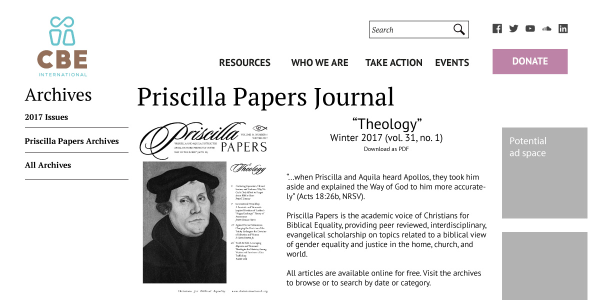 CBE
INTERNATIONAL
Search
RESOURCES WHO WE ARE TAKE ACTION EVENTS
DONATE
Archives
2017 Issues
Priscilla Papers Archives
All Archives
Priscilla Papers Journal
Priscilla
PAPERS
Theology
"Theology"
Winter 2017 (vol. 31, no. 1)
Download as PDF
"...when Priscilla and Aquila heard Apollos, they took him
aside and explained the Way of God to him more accurate-
ly" (Acts 18:26b, NRSV).
Priscilla Papers is the academic voice of Christians for
Biblical Equality, providing peer reviewed, interdisciplinary,
evangelical scholarship on topics related to a biblical view
of gender equality and justice in the home, church, and
world.
All articles are available online for free. Visit the archives
to browse or to search by date or category.
Potential
ad space